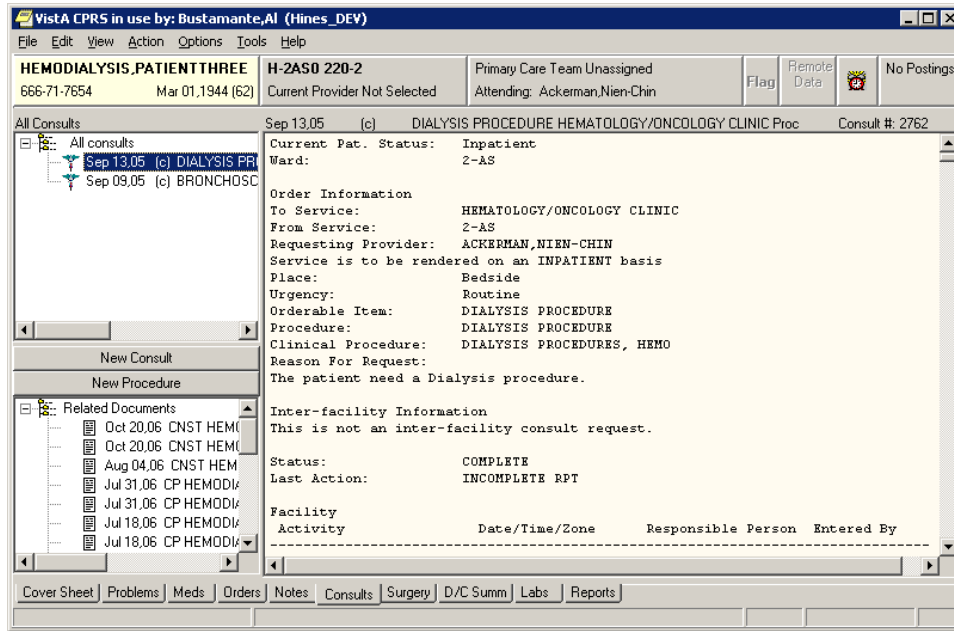 VistA CPRS in use by: Bustamante,Al (Hines_DEV)
File Edit View Action Options Tools Help
HEMODIALYSIS,PATIENTTHREE
666-71-7654 Mar 01,1944 (62)
H-2AS0 220-2
Current Provider Not Selected
Primary Care Team Unassigned
Attending: Ackerman,Nien-Chin
Flag
Remote
Data
No Postings
All Consults
All consults
Sep 13,05 (c) DIALYSIS PR
Sep 09,05 (c) BRONCHOSC
New Consult
New Procedure
Related Documents
Oct 20,06 CNST HEM
Oct 20,06 CNST HEM
Aug 04,06 CNST HEM
Jul 31,06 CP HEMODIA
Jul 31,06 CP HEMODIA
Jul 18,06 CP HEMODIA
Jul 18,06 CP HEMODIA
Sep 13,05 (c) DIALYSIS PROCEDURE HEMATOLOGY/ONCOLOGY CLINIC Proc Consult #: 2762
Current Pat. Status: Inpatient
Ward: 2-AS
Order Information
To Service: HEMATOLOGY/ONCOLOGY CLINIC
From Service: 2-AS
Requesting Provider: ACKERMAN,NIEN-CHIN
Service is to be rendered on an INPATIENT basis
Place: Bedside
Urgency: Routine
Orderable Item: DIALYSIS PROCEDURE
Procedure: DIALYSIS PROCEDURE
Clinical Procedure: DIALYSIS PROCEDURES, HEMO
Reason For Request:
The patient need a Dialysis procedure.
Inter-facility Information
This is not an inter-facility consult request.
Status: COMPLETE
Last Action: INCOMPLETE RPT
Facility
Activity Date/Time/Zone Responsible Person Entered By
--------------------------------------------------------------------------------
Cover Sheet Problems Meds Orders Notes Consults Surgery D/C Summ Labs Reports